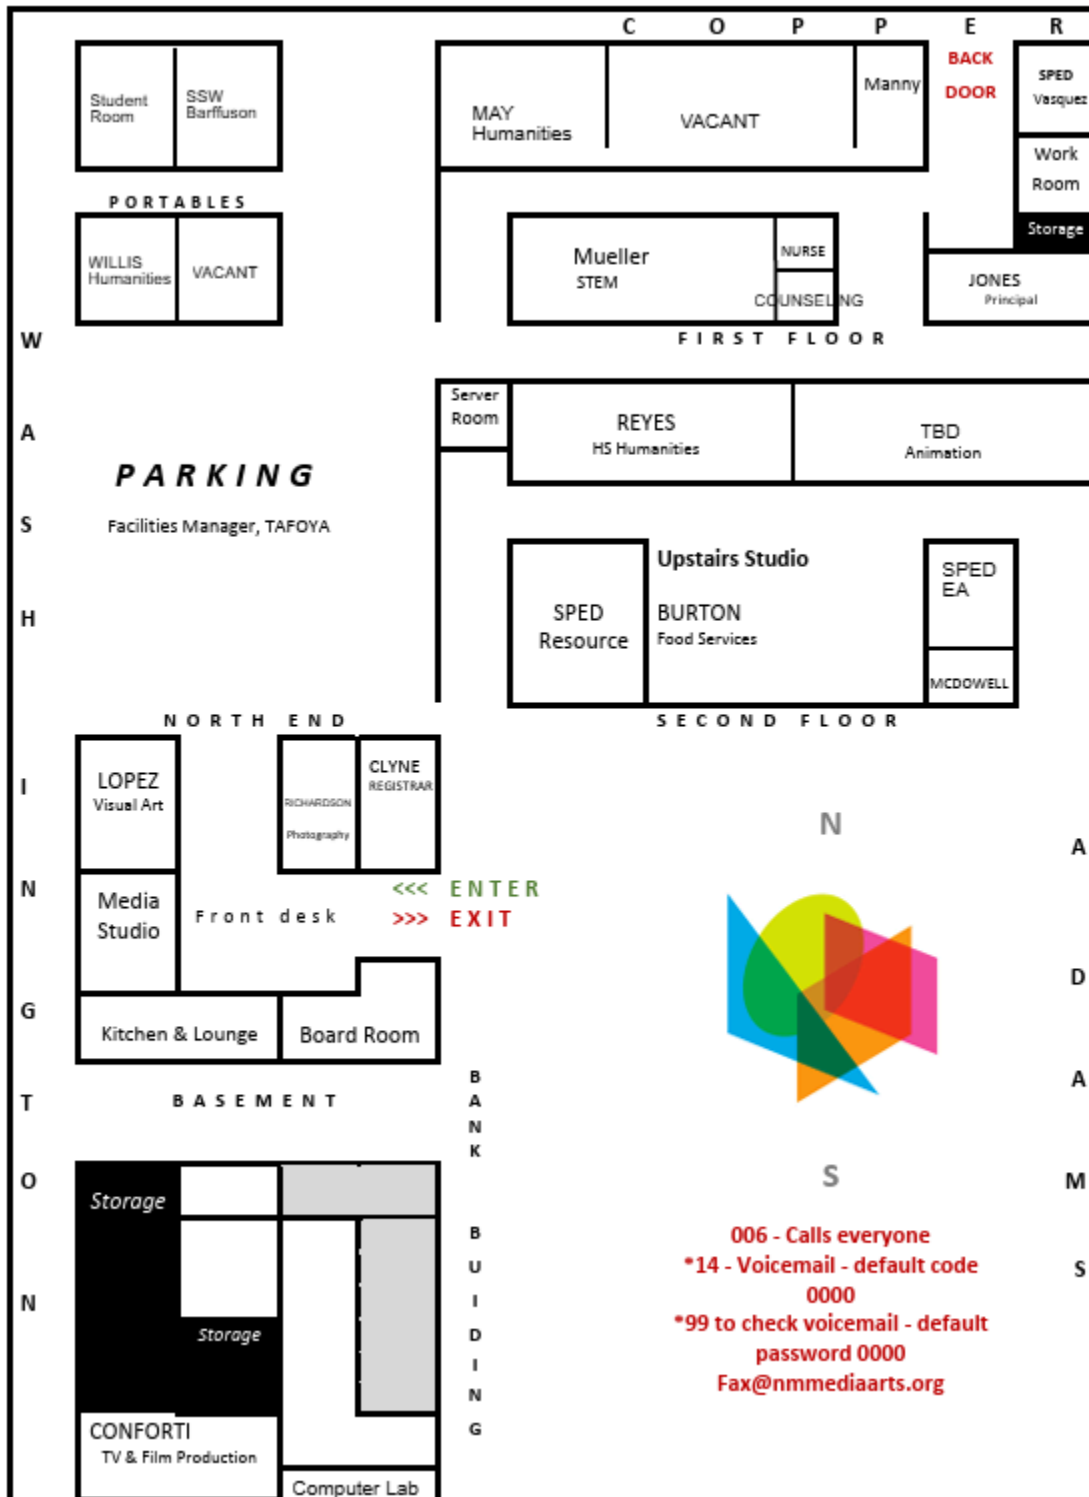 C O P P E R
BACK
DOOR
Student
Room
SSW
Barffuson
MAY
Humanities
VACANT
Manny
SPED
Vasquez
Work
Room
Storage
PORTABLES
WILLIS
Humanities
VACANT
Mueller
STEM
NURSE
COUNSELING
JONES
Principal
FIRST FLOOR
Server
Room
REYES
HS Humanities
TBD
Animation
PARKING
Facilities Manager, TAFOYA
SPED
Resource
Upstairs Studio
BURTON
Food Services
SPED
EA
MCDOWELL
SECOND FLOOR
W
A
S
H
I
N
G
T
O
N
NORTH END
LOPEZ
Visual Art
RICHARDSON
Photography
CLYNE
REGISTRAR
Media
Studio
Front desk
<<< ENTER
>>> EXIT
Kitchen & Lounge
Board Room
BASEMENT
B
A
N
K
B
U
I
D
I
N
G
Storage
Storage
CONFORTI
TV & Film Production
Computer Lab
N
S
A
D
A
M
S
006 - Calls everyone
*14 - Voicemail - default code
0000
*99 to check voicemail - default
password 0000
Fax@nmmediaarts.org